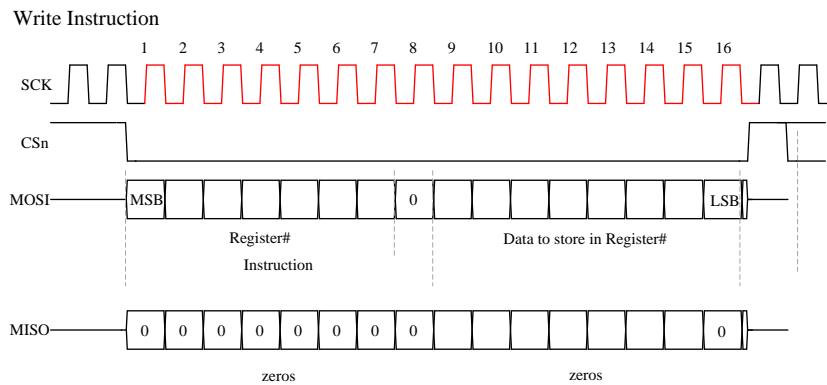 Write Instruction
1 2 3 4 5 6 7 8 9 10 11 12 13 14 15 16
SCK
CSn
MOSI MSB 0 LSB
Register# Data to store in Register#
Instruction
MISO 0 0 0 0 0 0 0 0 0
zeros zeros